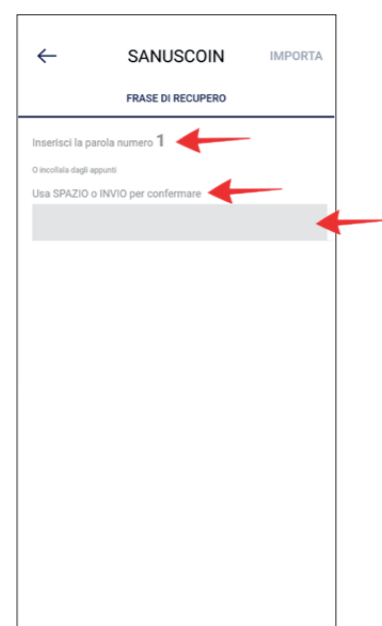 SANUSCOIN IMPORTA
FRASE DI RECUPERO
Inserisci la parola numero 1
O incollala dagli appunti
Usa SPAZIO o INVIO per confermare